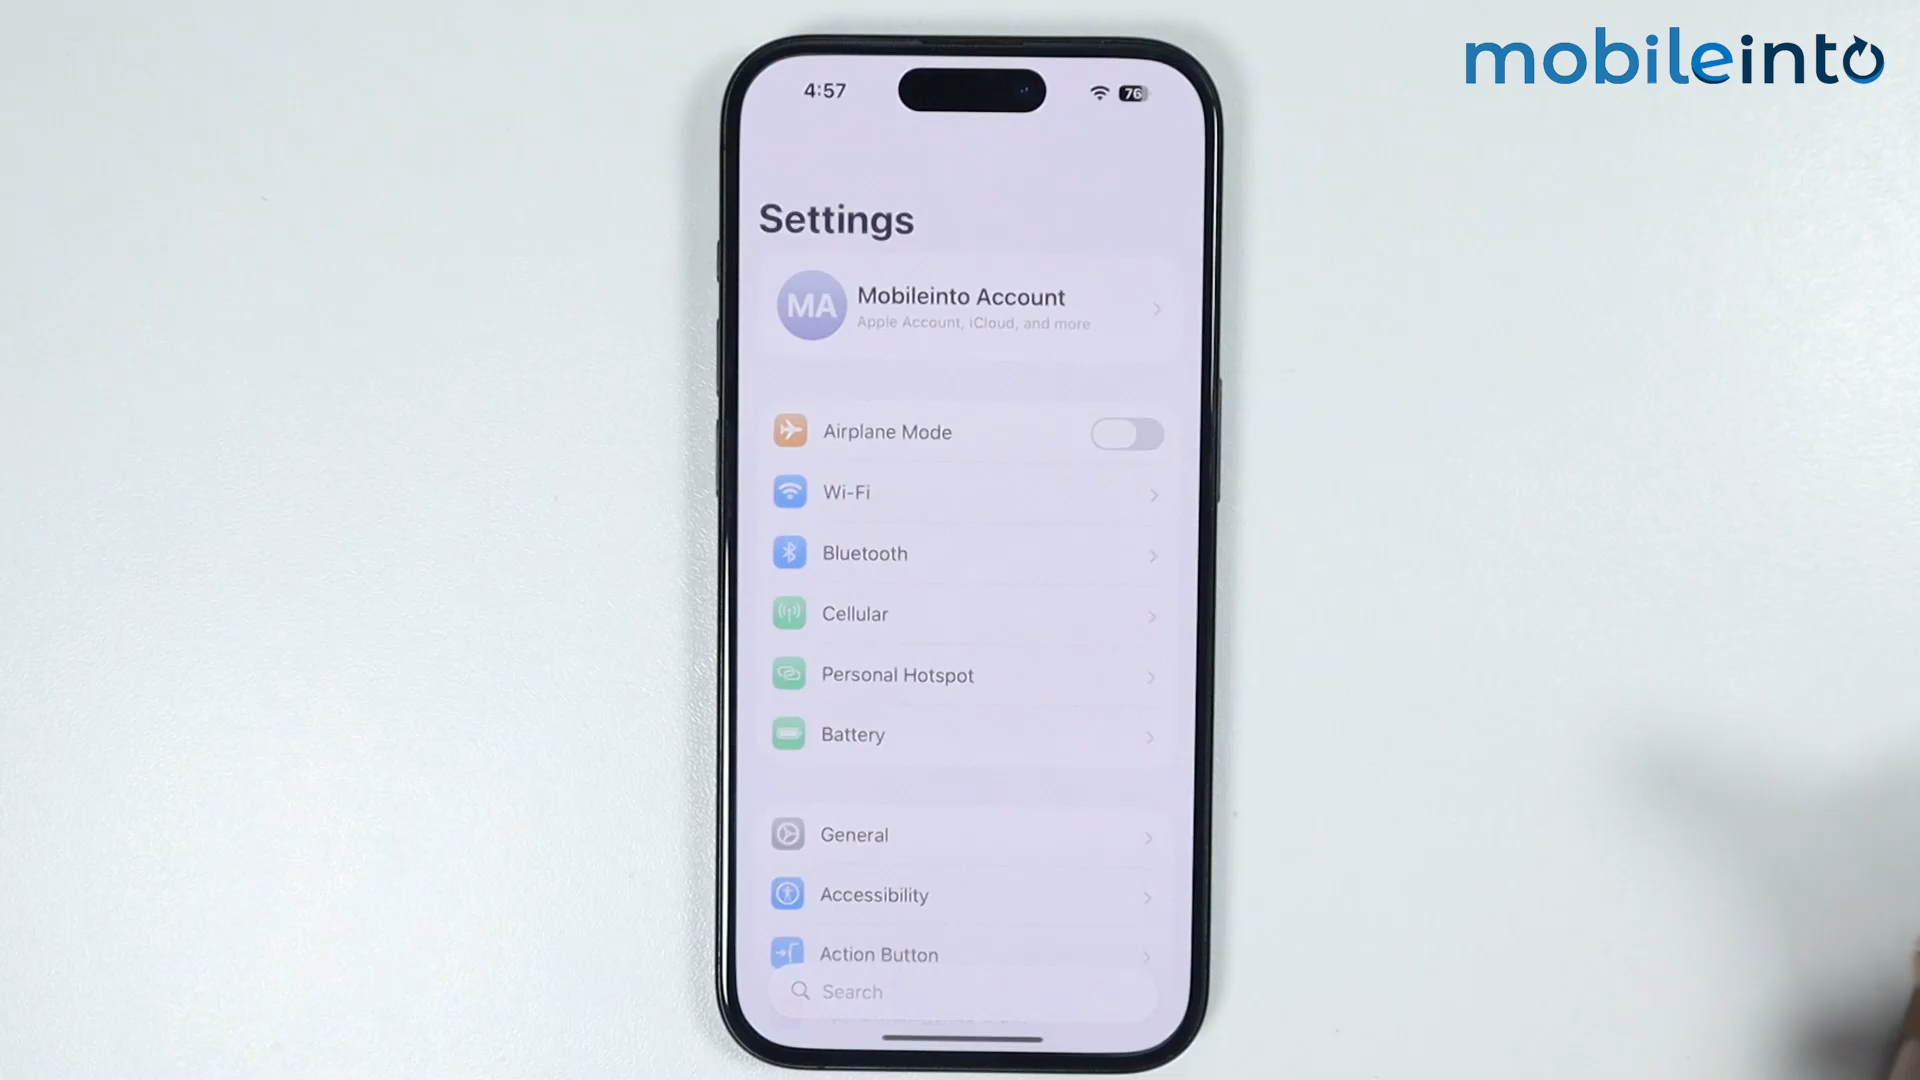 mobileinto
4:57
76
Settings
MA
Mobileinto Account
Apple Account, iCloud, and more
Airplane Mode
Wi-Fi
Bluetooth
Cellular
Personal Hotspot
Battery
General
Accessibility
Action Button
Search